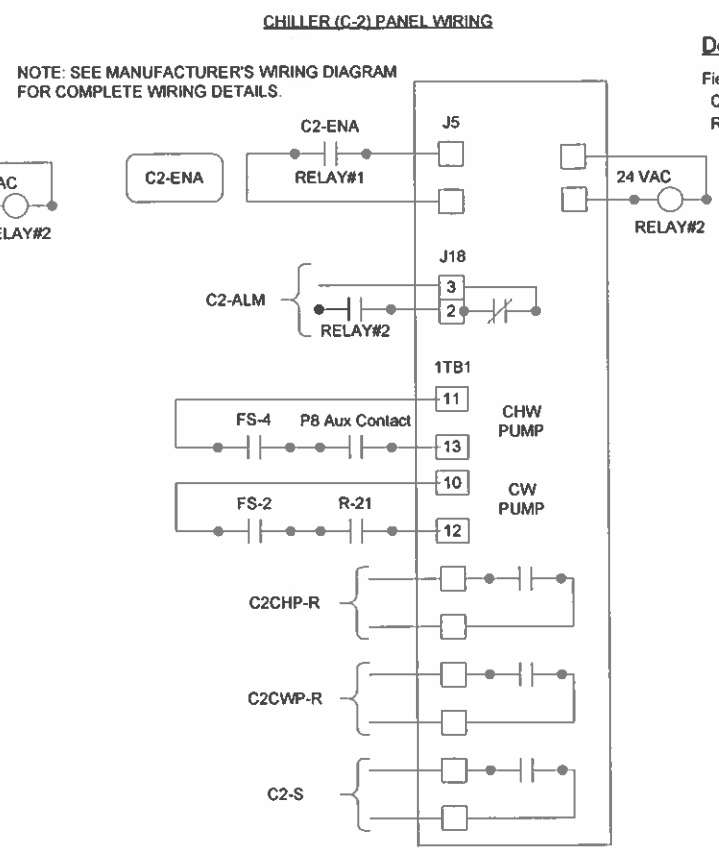 CHILLER (C-2) PANEL WIRING
NOTE: SEE MANUFACTURER'S WIRING DIAGRAM
FOR COMPLETE WIRING DETAILS.
C2-ENA
J5
C2-ENA
RELAY#1
24 VAC
RELAY#2
J18
C2-ALM
3
2
RELAY#2
1TB1
11
CHW
PUMP
FS-4
P8 Aux Contact
13
10
CW
PUMP
FS-2
R-21
12
C2CHP-R
C2CWP-R
C2-S